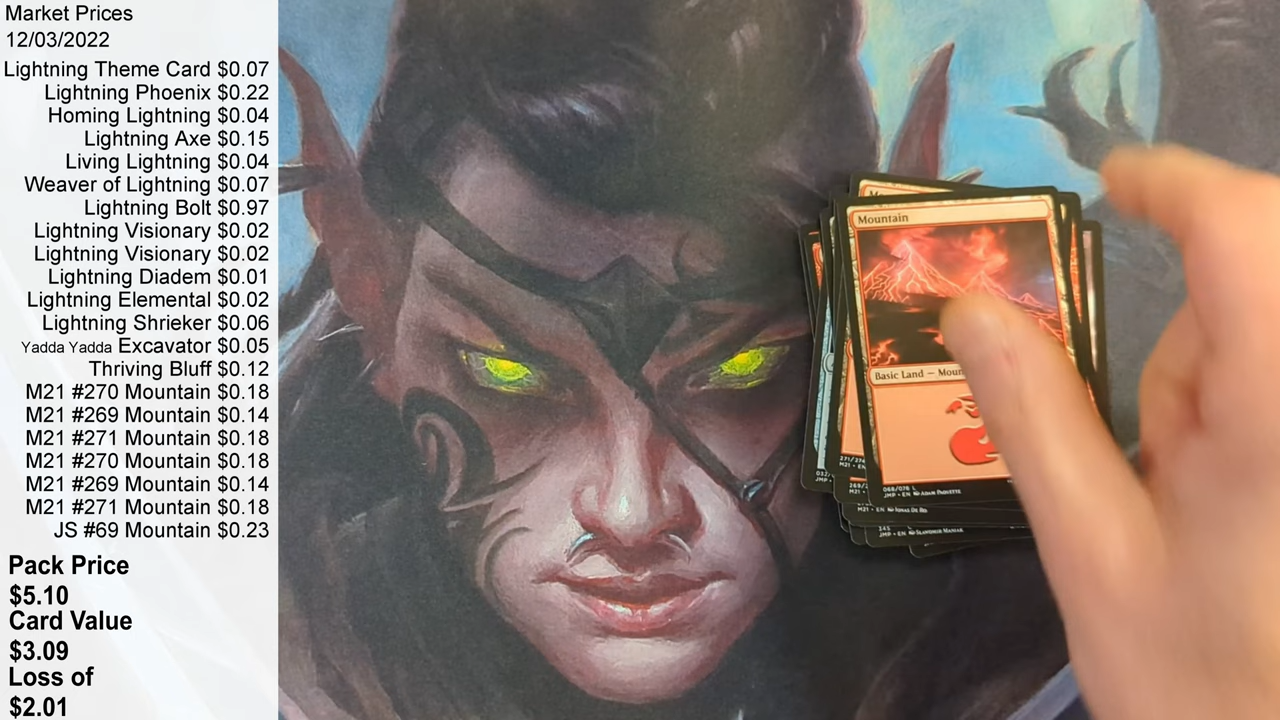 Market Prices
12/03/2022
Lightning Theme Card $0.07
Lightning Phoenix $0.22
Homing Lightning $0.04
Lightning Axe $0.15
Living Lightning $0.04
Weaver of Lightning $0.07
Lightning Bolt $0.97
Lightning Visionary $0.02
Lightning Visionary $0.02
Lightning Diadem $0.01
Lightning Elemental $0.02
Lightning Shrieker $0.06
Yadda Yadda Excavator $0.05
Thriving Bluff $0.12
M21 #270 Mountain $0.18
M21 #269 Mountain $0.14
M21 #271 Mountain $0.18
M21 #270 Mountain $0.18
M21 #269 Mountain $0.14
M21 #271 Mountain $0.18
JS #69 Mountain $0.23
Pack Price
$5.10
Card Value
$3.09
Loss of
$2.01
Mountain
Basic Land —
JMP • EN